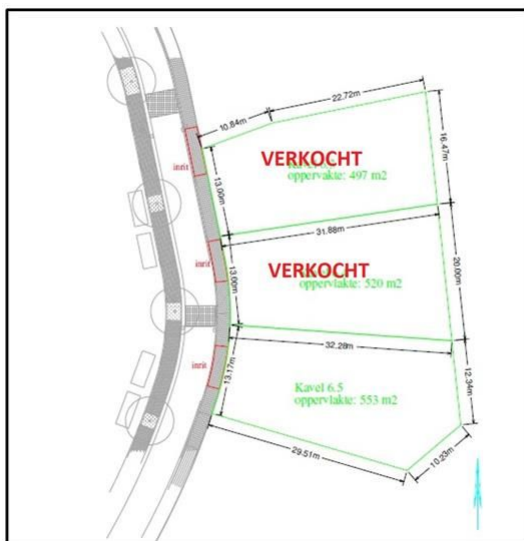 22.72m
10.84m
16.47m
VERKOCHT
oppervlakte: 497 m2
inrit
13.00m
31.88m
VERKOCHT
oppervlakte: 520 m2
inrit
13.00m
20.00m
32.28m
inrit
13.17m
12.34m
Kavel 6.5
oppervlakte: 553 m2
29.51m
10.23m